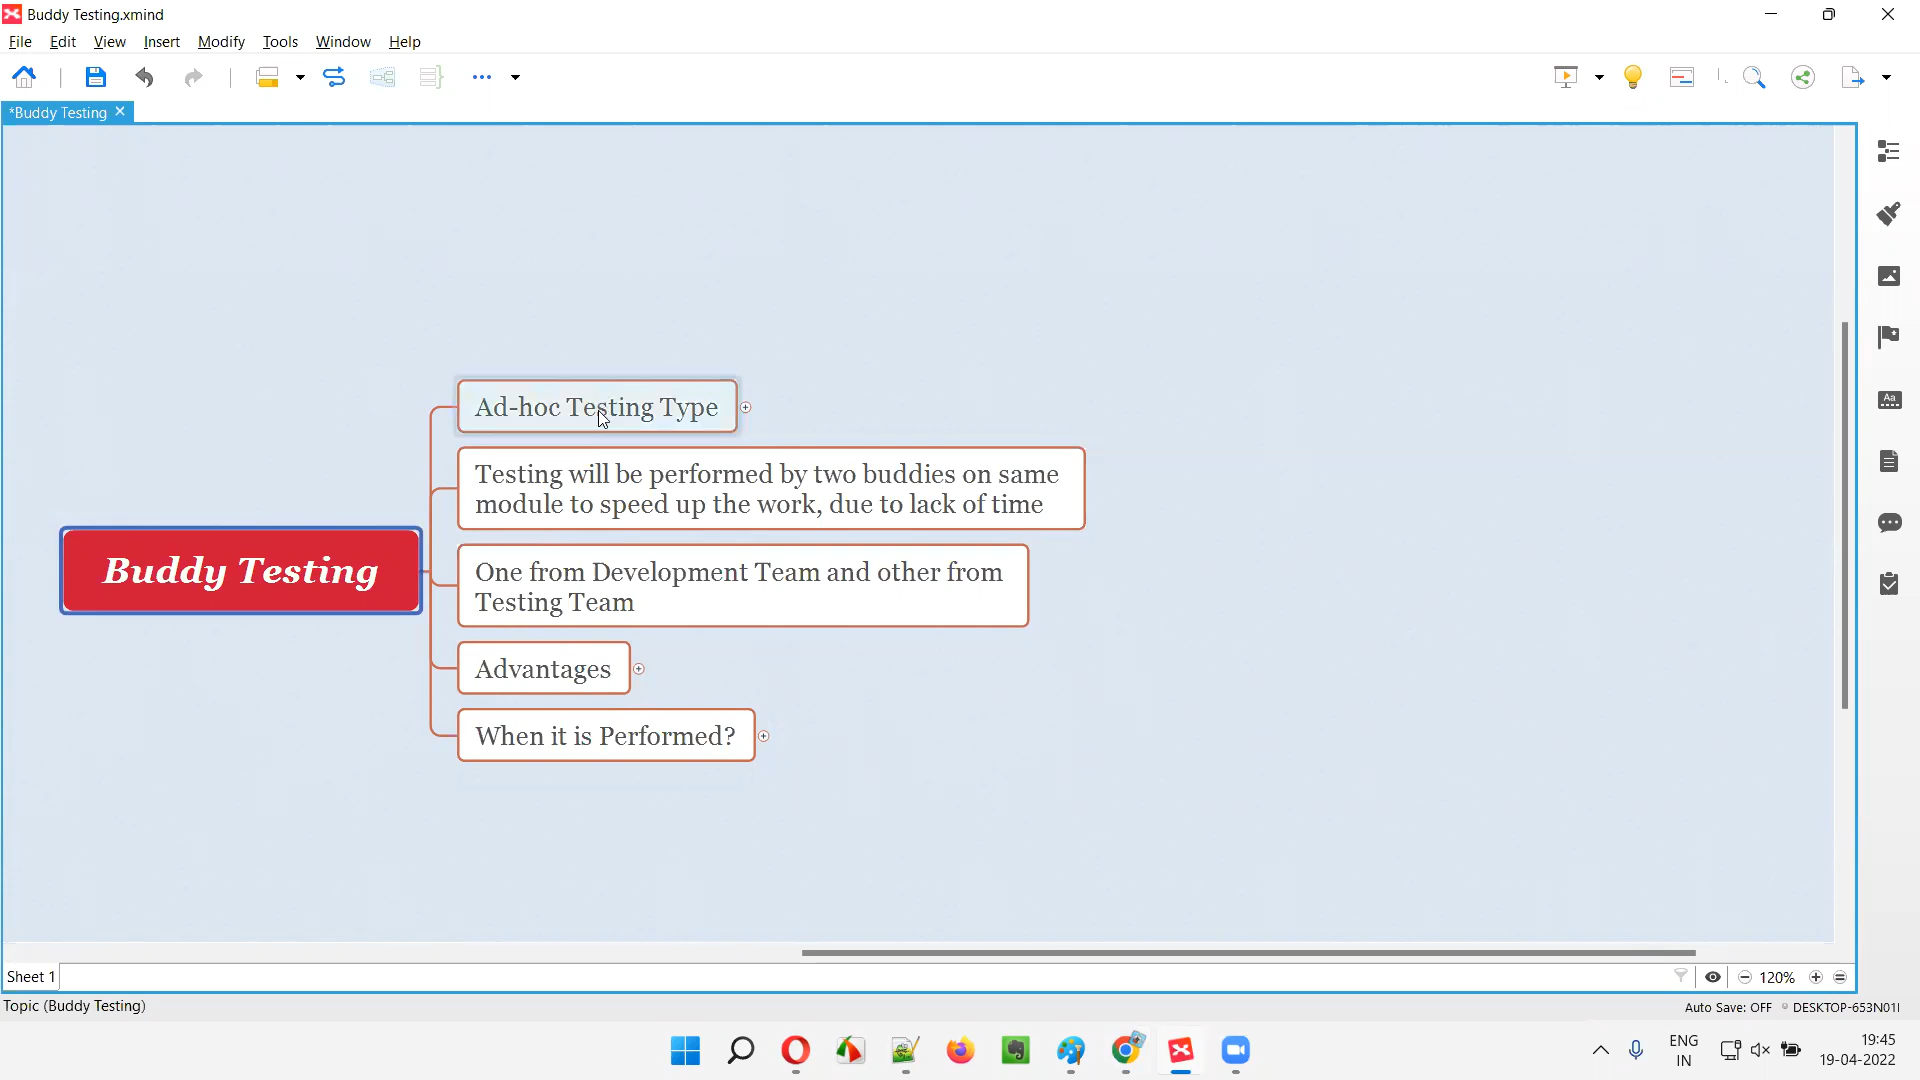 Buddy Testing.xmind
File Edit View Insert Modify Tools Window Help
*Buddy Testing
Ad-hoc Testing Type
Testing will be performed by two buddies on same
module to speed up the work, due to lack of time
Buddy Testing
One from Development Team and other from
Testing Team
Advantages
When it is Performed?
Aa
Sheet 1
120%
Topic (Buddy Testing)
Auto Save: OFF DESKTOP-653N01I
ENG
IN
19:45
19-04-2022